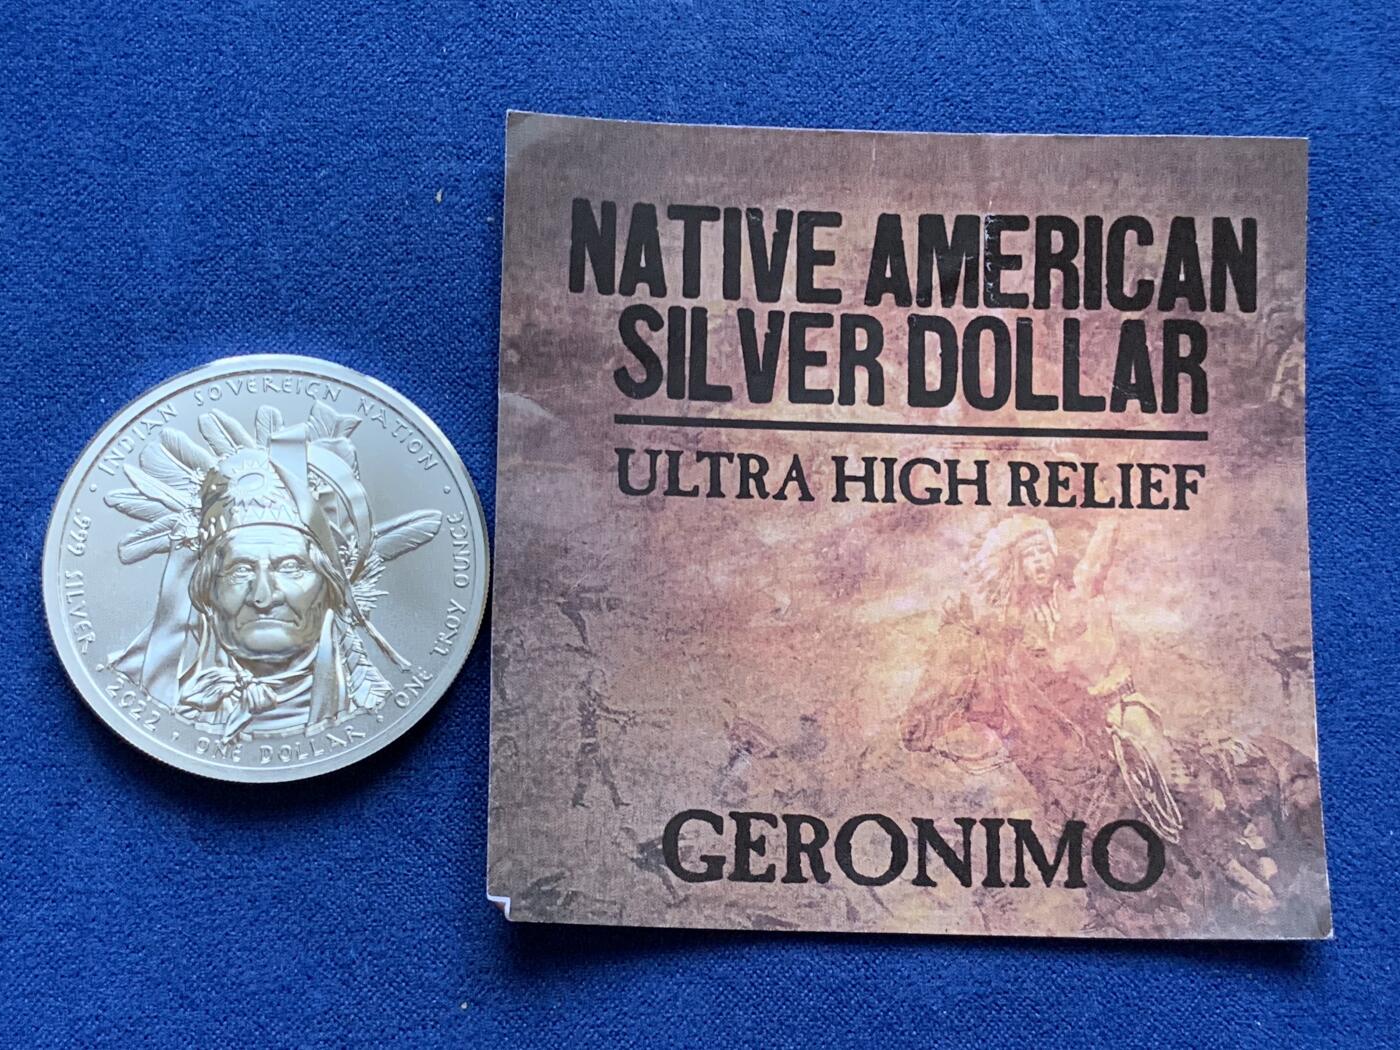 INDIAN SOVEREIGN NATION
.999 SILVER
2022 • ONE DOLLAR •
ONE TROY OUNCE
NATIVE AMERICAN
SILVER DOLLAR
ULTRA HIGH RELIEF
GERONIMO